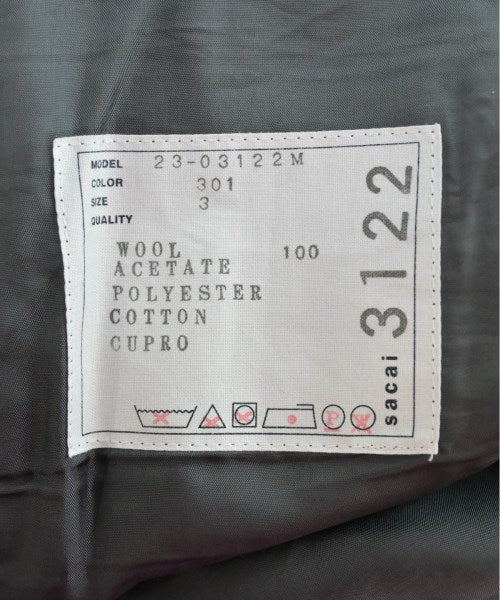 MODEL 23-03122M
COLOR 301
SIZE 3
QUALITY
WOOL 100
ACETATE
POLYESTER
COTTON
CUPRO
P W
sacai 3122